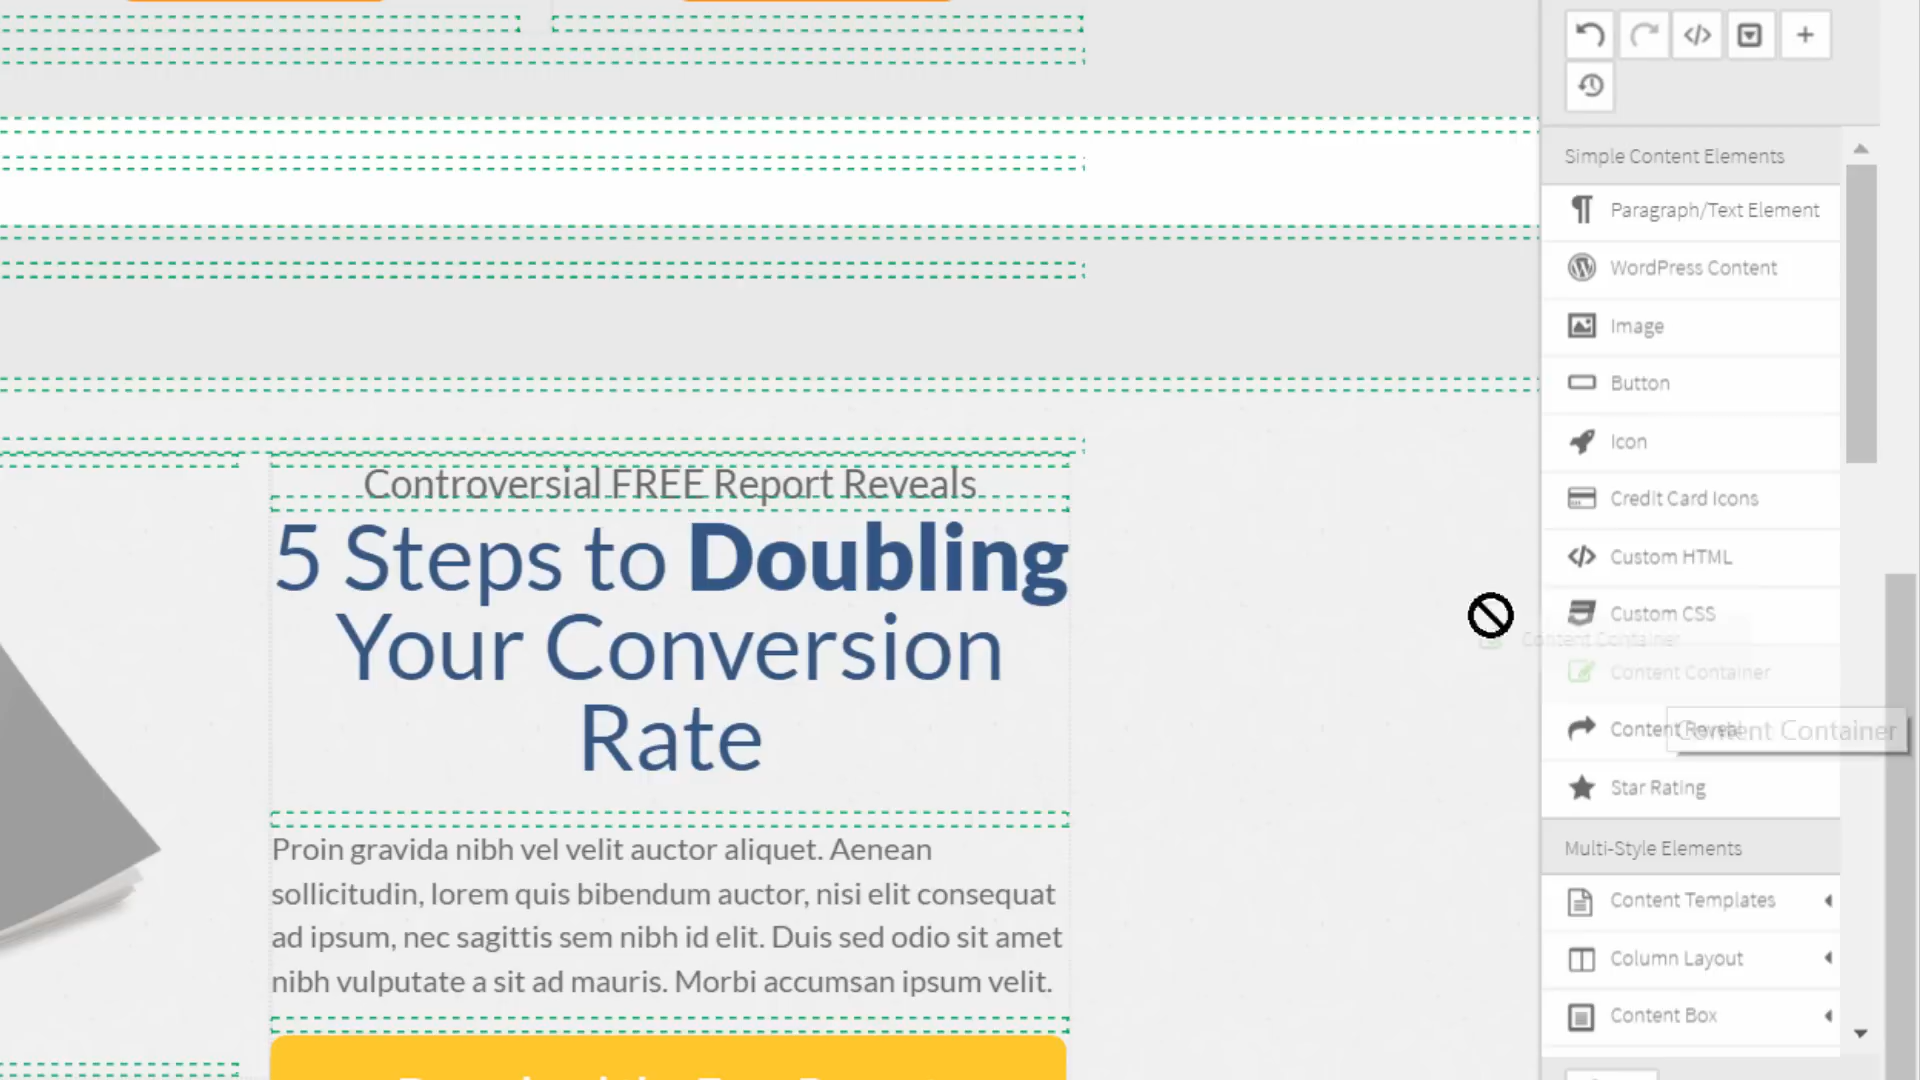 Simple Content Elements
Paragraph/Text Element
WordPress Content
Image
Button
Icon
Credit Card Icons
Custom HTML
Custom CSS
Content Container
Content Container
Content Reveal
Content Container
Star Rating
Multi-Style Elements
Content Templates
Column Layout
Content Box
Controversial FREE Report Reveals
5 Steps to Doubling
Your Conversion
Rate
Proin gravida nibh vel velit auctor aliquet. Aenean
sollicitudin, lorem quis bibendum auctor, nisi elit consequat
ad ipsum, nec sagittis sem nibh id elit. Duis sed odio sit amet
nibh vulputate a sit ad mauris. Morbi accumsan ipsum velit.